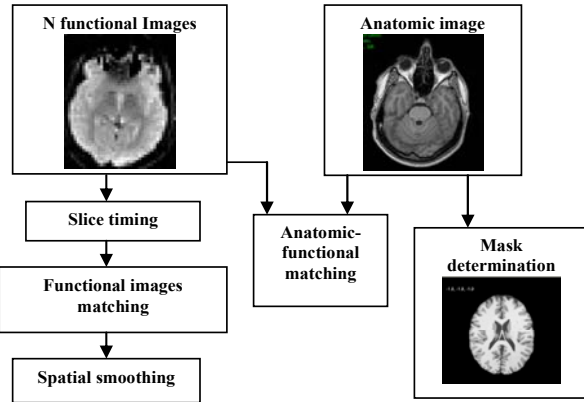 N functional Images
Anatomic image
Slice timing
Anatomic-
functional
matching
Mask
determination
Functional images
matching
Spatial smoothing